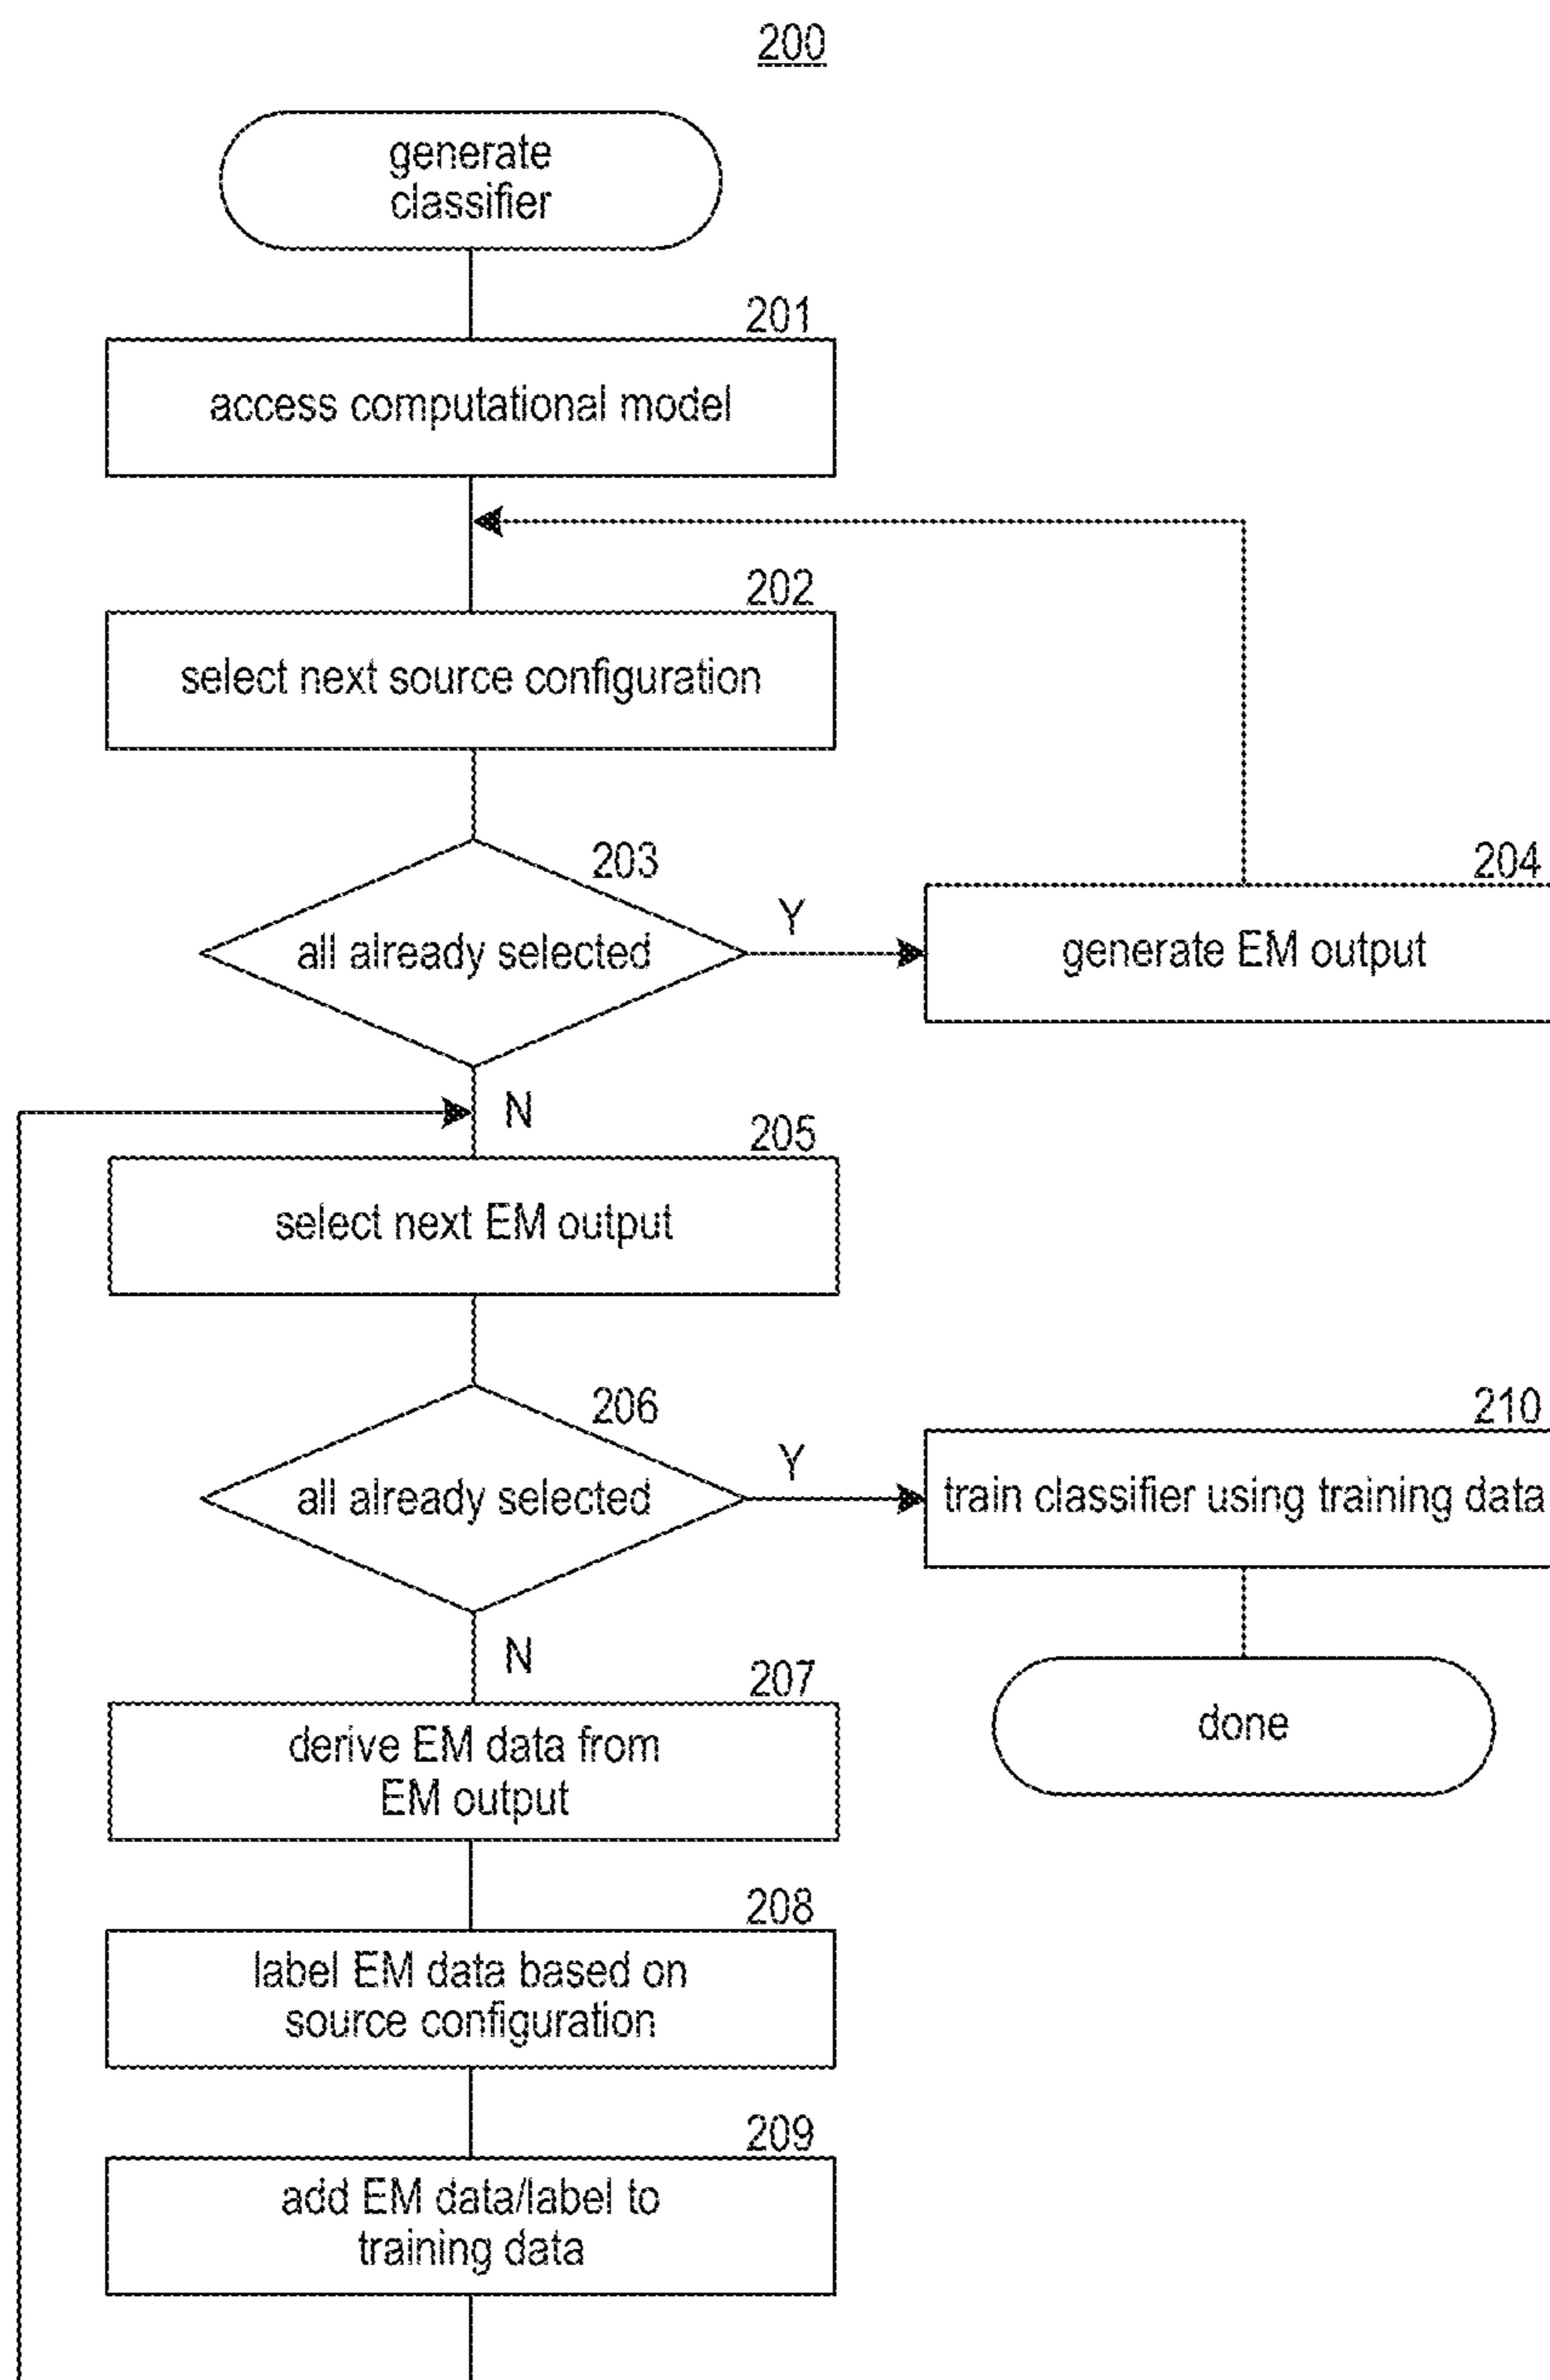 200
generate
classifier
201
access computational model
202
select next source configuration
203
all already selected
Y
204
generate EM output
N
205
select next EM output
206
all already selected
Y
210
train classifier using training data
N
207
derive EM data from
EM output
done
208
label EM data based on
source configuration
209
add EM data/label to
training data